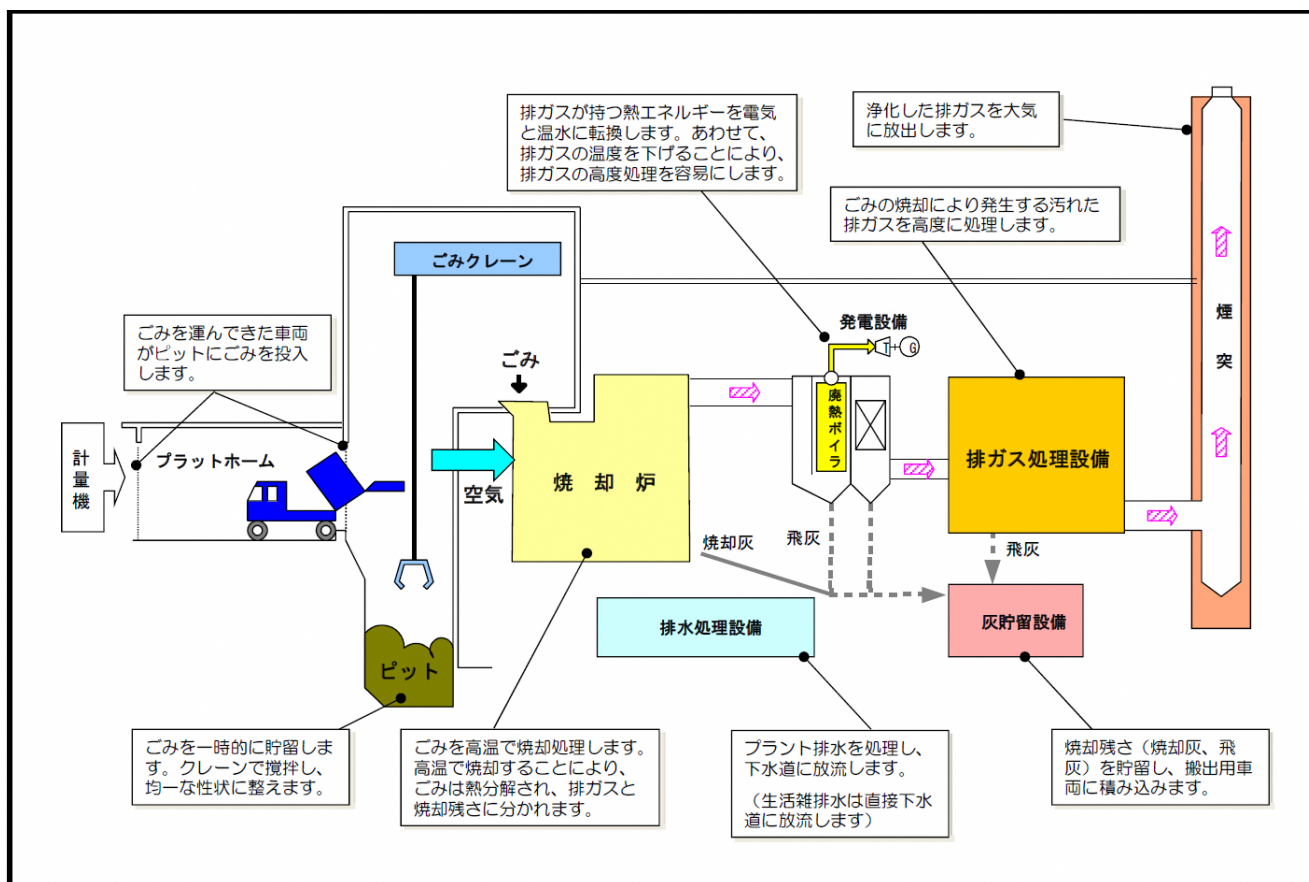 排ガスが持つ熱エネルギーを電気
と温水に転換します。あわせて、
排ガスの温度を下げることにより、
排ガスの高度処理を容易にします。
浄化した排ガスを大気
に放出します。
ごみの焼却により発生する汚れた
排ガスを高度に処理します。
ごみクレーン
ごみを運んできた車両
がピットにごみを投入
します。
発電設備
T
G
煙突
ごみ
廃熱ボイラ
計量機
プラットホーム
空気
焼却炉
排ガス処理設備
焼却灰
飛灰
飛灰
排水処理設備
灰貯留設備
ピット
ごみを一時的に貯留しま
す。クレーンで撹拌し、
均一な性状に整えます。
ごみを高温で焼却処理します。
高温で焼却することにより、
ごみは熱分解され、排ガスと
焼却残さに分かれます。
プラント排水を処理し、
下水道に放流します。
（生活雑排水は直接下水
道に放流します）
焼却残さ（焼却灰、飛
灰）を貯留し、搬出用車
両に積み込みます。